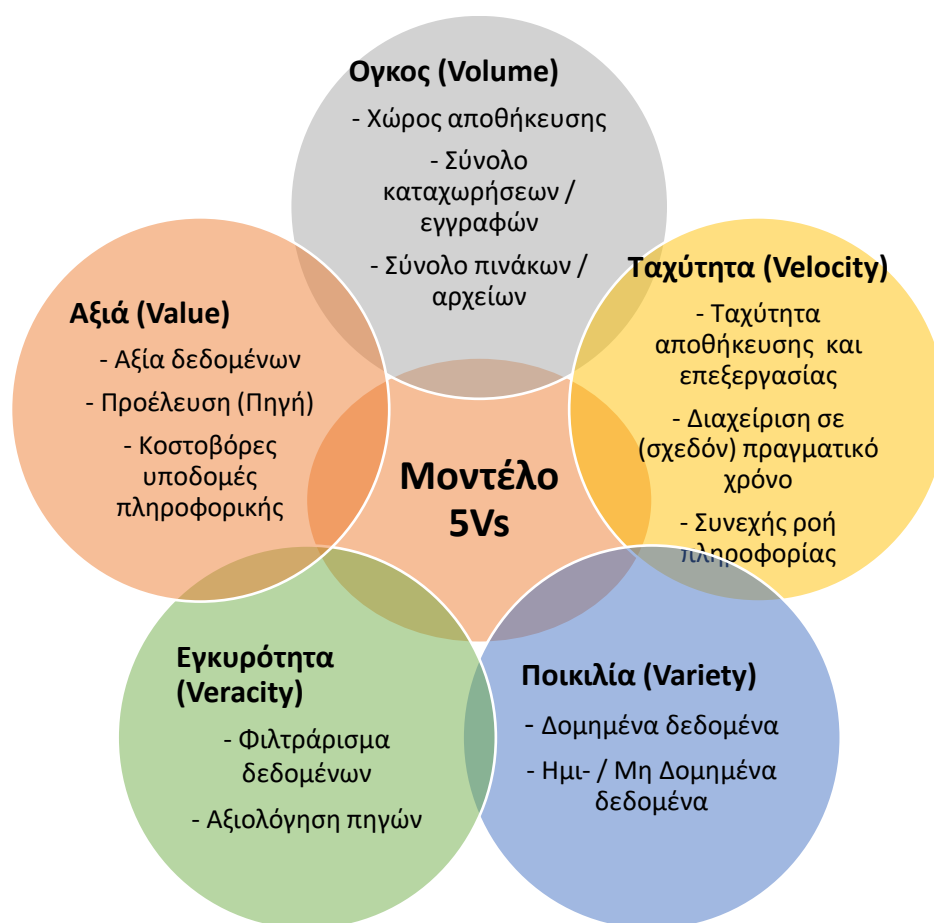 Ογκος (Volume)
- Χώρος αποθήκευσης
- Σύνολο
καταχωρήσεων /
εγγραφών
- Σύνολο πινάκων /
αρχείων
Ταχύτητα (Velocity)
- Ταχύτητα
αποθήκευσης και
επεξεργασίας
- Διαχείριση σε
(σχεδόν) πραγματικό
χρόνο
- Συνεχής ροή
πληροφορίας
Ποικιλία (Variety)
- Δομημένα δεδομένα
- Ημι- / Μη Δομημένα
δεδομένα
Εγκυρότητα
(Veracity)
- Φιλτράρισμα
δεδομένων
- Αξιολόγηση πηγών
Αξιά (Value)
- Αξία δεδομένων
- Προέλευση (Πηγή)
- Κοστοβόρες
υποδομές
πληροφορικής
Μοντέλο
5Vs